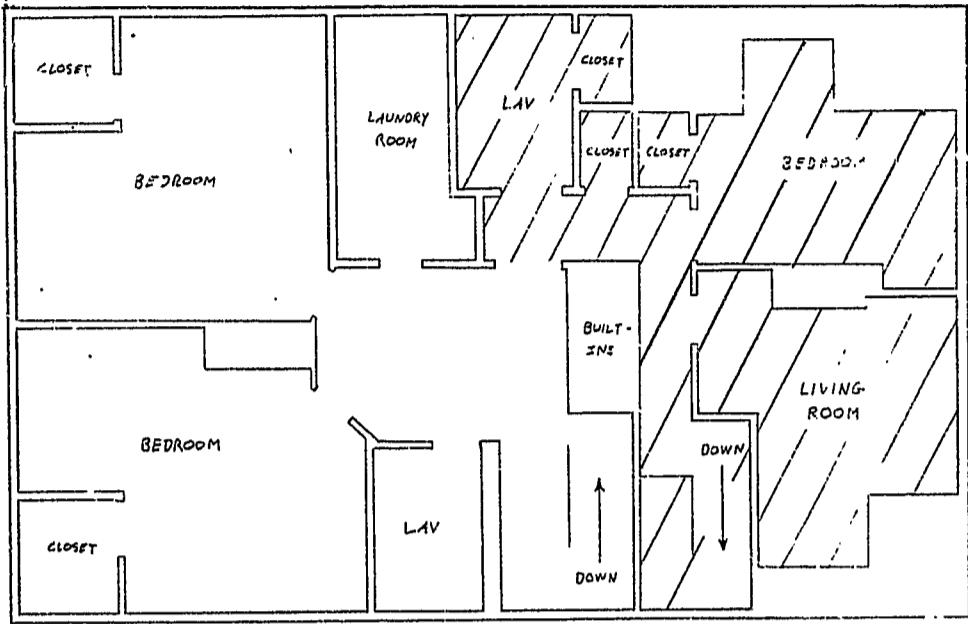 CLOSET
CLOSET
LAV
LAUNDRY
ROOM
CLOSET
CLOSET
BEDROOM
BEDROOM
BUILT-
INS
LIVING
ROOM
BEDROOM
DOWN
LAV
CLOSET
DOWN